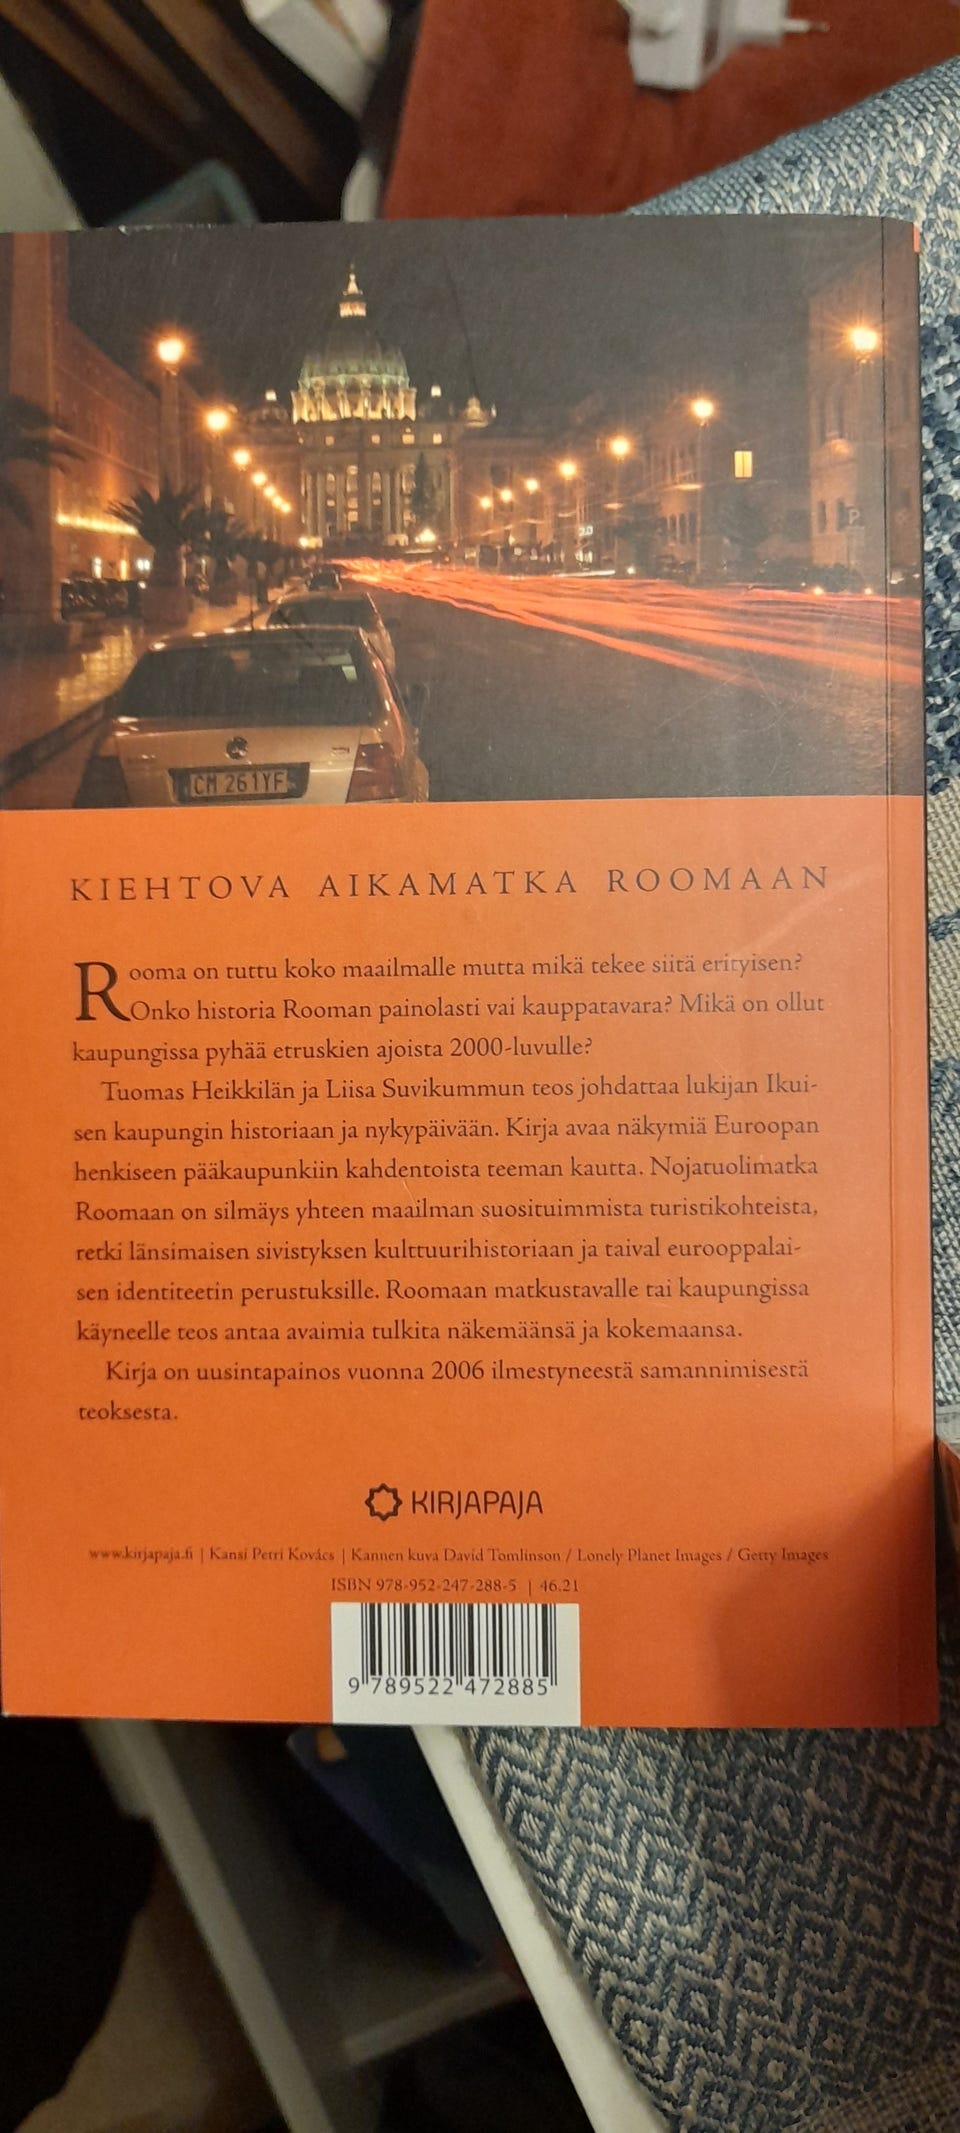 CM 261YF
P
KIEHTOVA AIKAMATKA ROOMAAN
Rooma on tuttu koko maailmalle mutta mikä tekee siitä erityisen?
Onko historia Rooman painolasti vai kauppatavara? Mikä on ollut
kaupungissa pyhää etruskien ajoista 2000-luvulle?
Tuomas Heikkilän ja Liisa Suvikummun teos johdattaa lukijan Ikui-
sen kaupungin historiaan ja nykypäivään. Kirja avaa näkymiä Euroopan
henkiseen pääkaupunkiin kahdentoista teeman kautta. Nojatuolimatka
Roomaan on silmäys yhteen maailman suosituimmista turistikohteista,
retki länsimaisen sivistyksen kulttuurihistoriaan ja taival eurooppalai-
sen identiteetin perustuksille. Roomaan matkustavalle tai kaupungissa
käyneelle teos antaa avaimia tulkita näkemäänsä ja kokemaansa.
Kirja on uusintapainos vuonna 2006 ilmestyneestä samannimisestä
teoksesta.
KIRJAPAJA
www.kirjapaja.fi | Kansi Petri Kovács | Kannen kuva David Tomlinson / Lonely Planet Images / Getty Images
ISBN 978-952-247-288-5 | 46.21
9 789522 472885